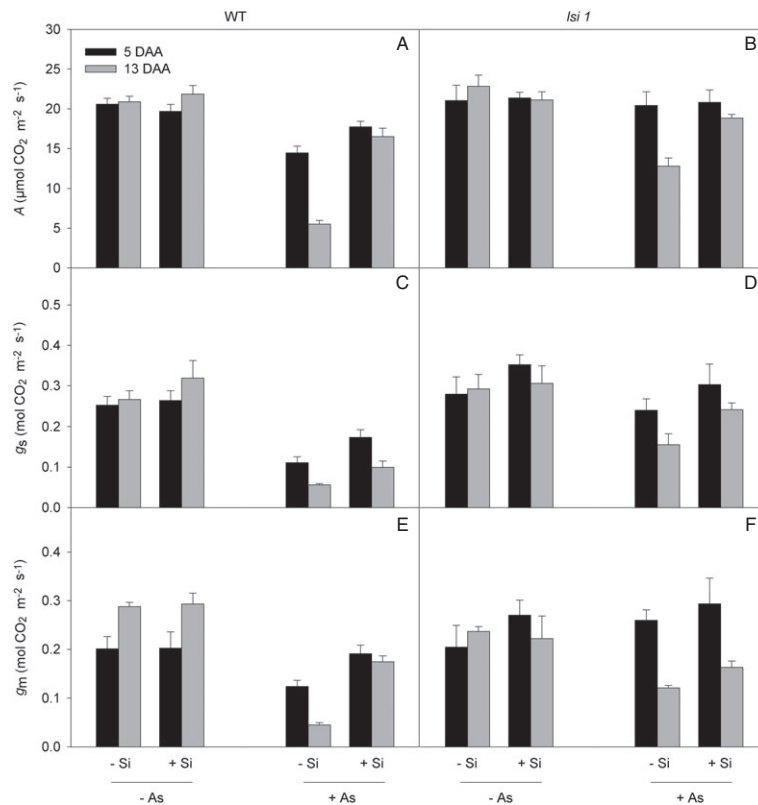 WT
lsi 1
A
B
5 DAA
13 DAA
A (µmol CO2 m-2 s-1)
30
25
20
15
10
5
0
C
D
gs (mol CO2 m-2 s-1)
0.5
0.4
0.3
0.2
0.1
0.0
E
F
gm (mol CO2 m-2 s-1)
0.4
0.3
0.2
0.1
0.0
- Si + Si - Si + Si - Si + Si - Si + Si
- As + As - As + As